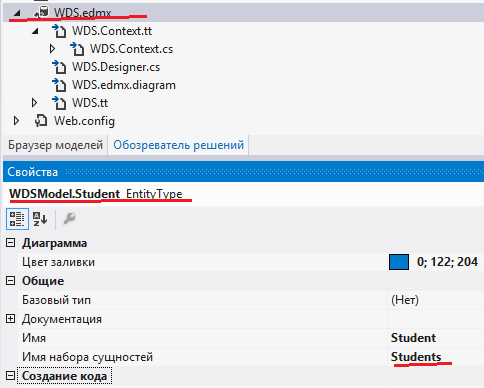 WDS.edmx
WDS.Context.tt
WDS.Context.cs
WDS.Designer.cs
WDS.edmx.diagram
WDS.tt
Web.config
Браузер моделей Обозреватель решений
Свойства
WDSModel.Student EntityType
Диаграмма
Цвет заливки 0; 122; 204
Общие
Базовый тип (Нет)
Документация
Имя Student
Имя набора сущностей Students
Создание кода